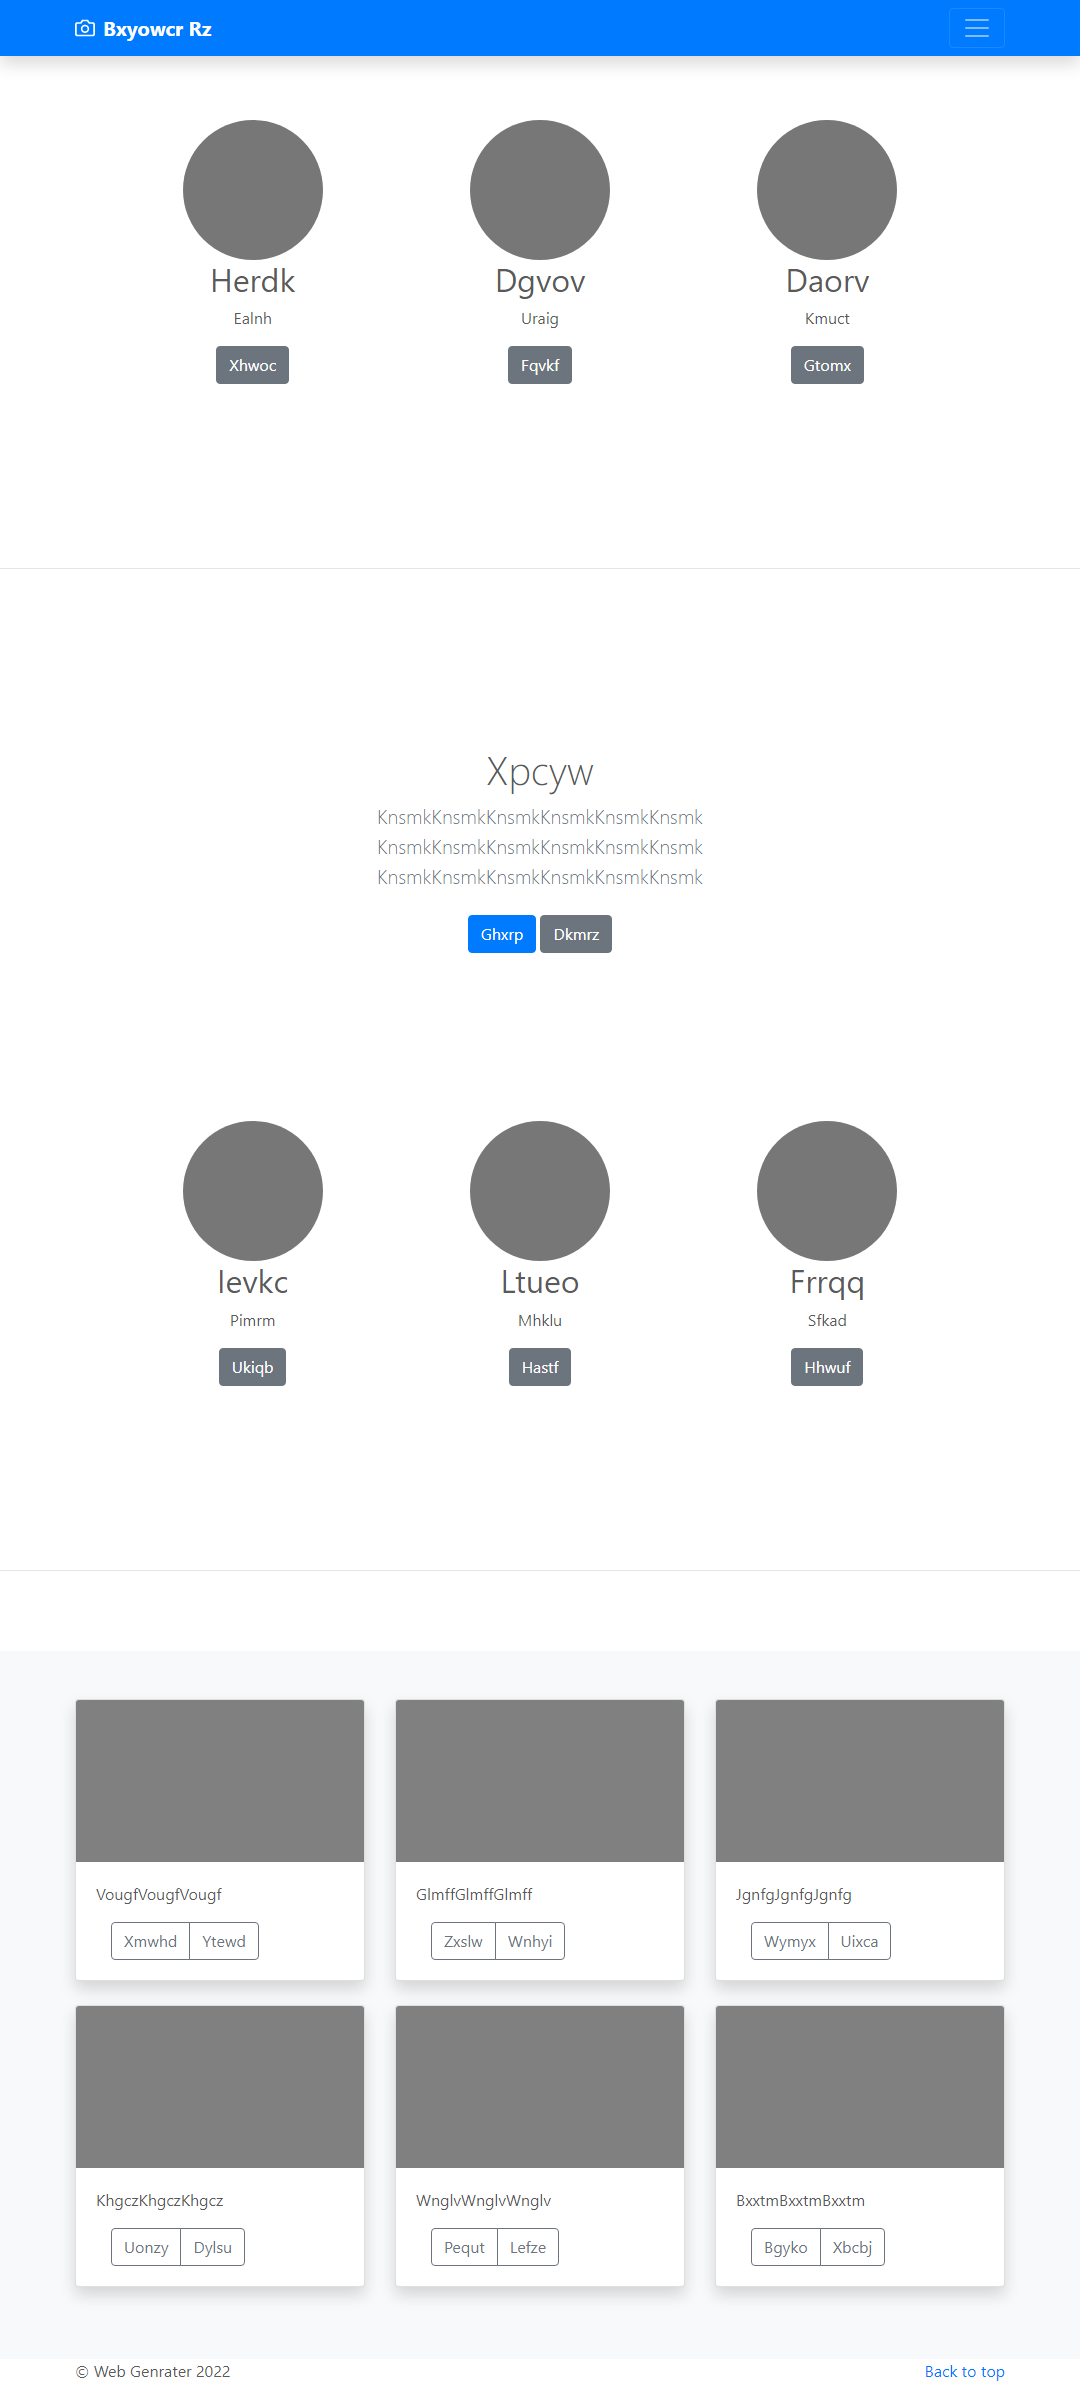 Bxyowcr Rz
Herdk
Dgvov
Daorv
Ealnh
Uraig
Kmuct
Xhwoc
Fqvkf
Gtomx
Xpcyw
KnsmkKnsmkKnsmkKnsmkKnsmkKnsmk
KnsmkKnsmkKnsmkKnsmkKnsmkKnsmk
KnsmkKnsmkKnsmkKnsmkKnsmkKnsmk
Ghxrp Dkmrz
Ievkc
Ltueo
Frrqq
Pimrm
Mhklu
Sfkad
Ukiqb
Hastf
Hhwuf
VougfVougfVougf
Xmwhd Ytewd
GlmffGlmffGlmff
Zxslw Wnhyi
JgnfgJgnfgJgnfg
Wymyx Uixca
KhgczKhgczKhgcz
Uonzy Dylsu
WnglvWnglvWnglv
Pequt Lefze
BxxtmBxxtmBxxtm
Bgyko Xbcbj
© Web Genrater 2022
Back to top